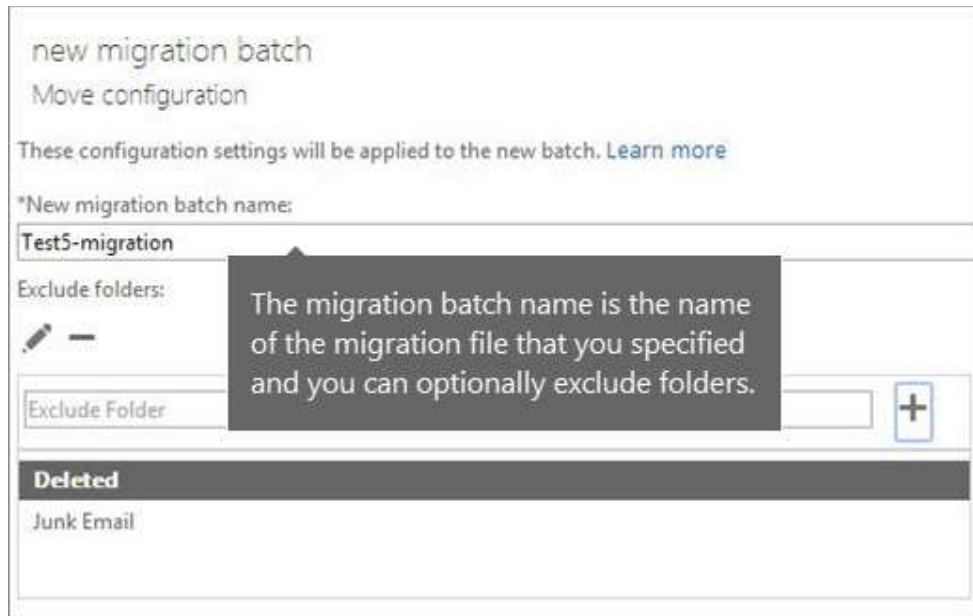 new migration batch
Move configuration
These configuration settings will be applied to the new batch. Learn more
*New migration batch name:
Test5-migration
Exclude folders:
The migration batch name is the name
of the migration file that you specified
and you can optionally exclude folders.
Exclude Folder
Deleted
Junk Email